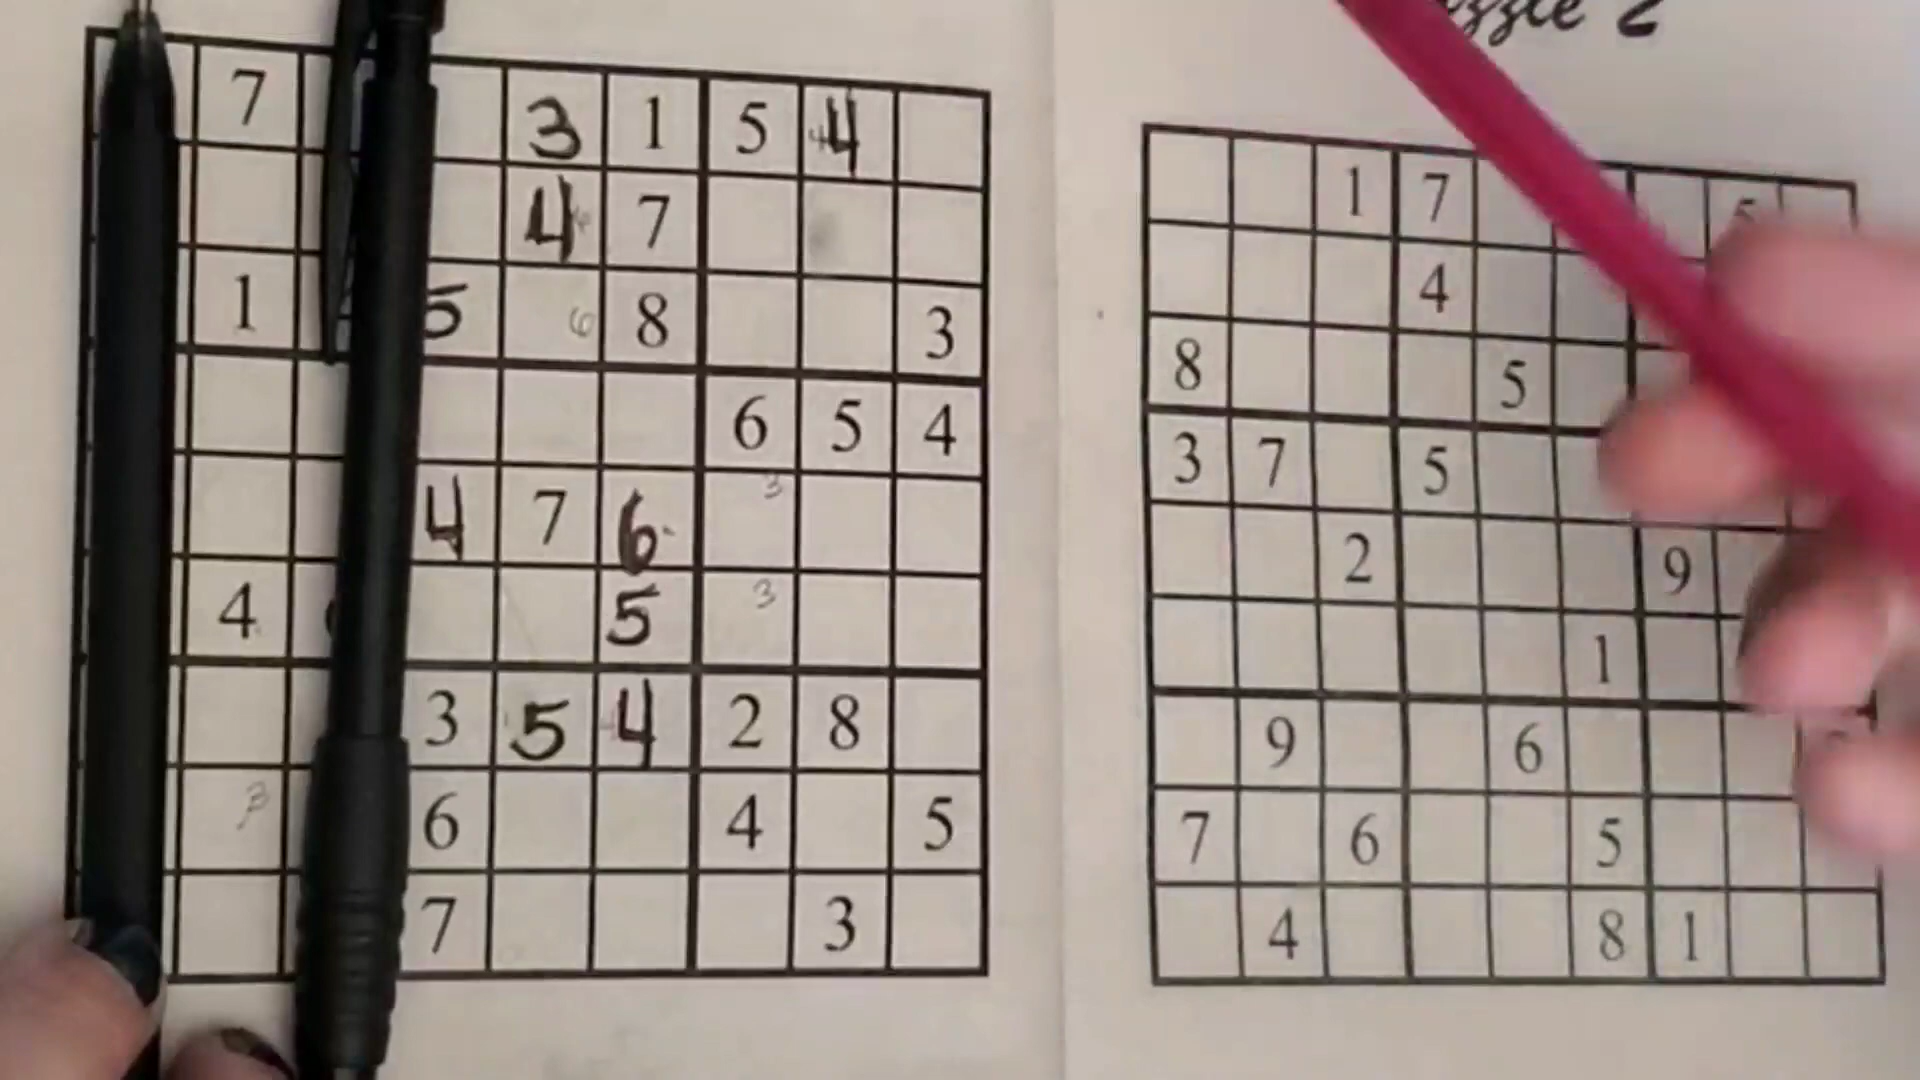 2
7 3 1 5 4
4 7
1 5 6 8 3
6 5 4
4 7 6 3
4 5 3
3 5 4 2 8
3 6 4 5
7 3
1 7 5
4
8 5
3 7 5
2 9
1
9 6
7 6 5
4 8 1